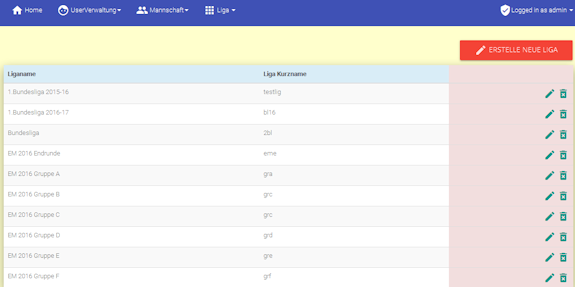 Home UserVerwaltung Mannschaft Liga Logged in as admin
ERSTELLE NEUE LIGA
Liganame Liga Kurzname
1.Bundesliga 2015-16 testlig
1.Bundesliga 2016-17 bl16
Bundesliga 2bl
EM 2016 Endrunde eme
EM 2016 Gruppe A gra
EM 2016 Gruppe B grc
EM 2016 Gruppe C grc
EM 2016 Gruppe D grd
EM 2016 Gruppe E gre
EM 2016 Gruppe F grf